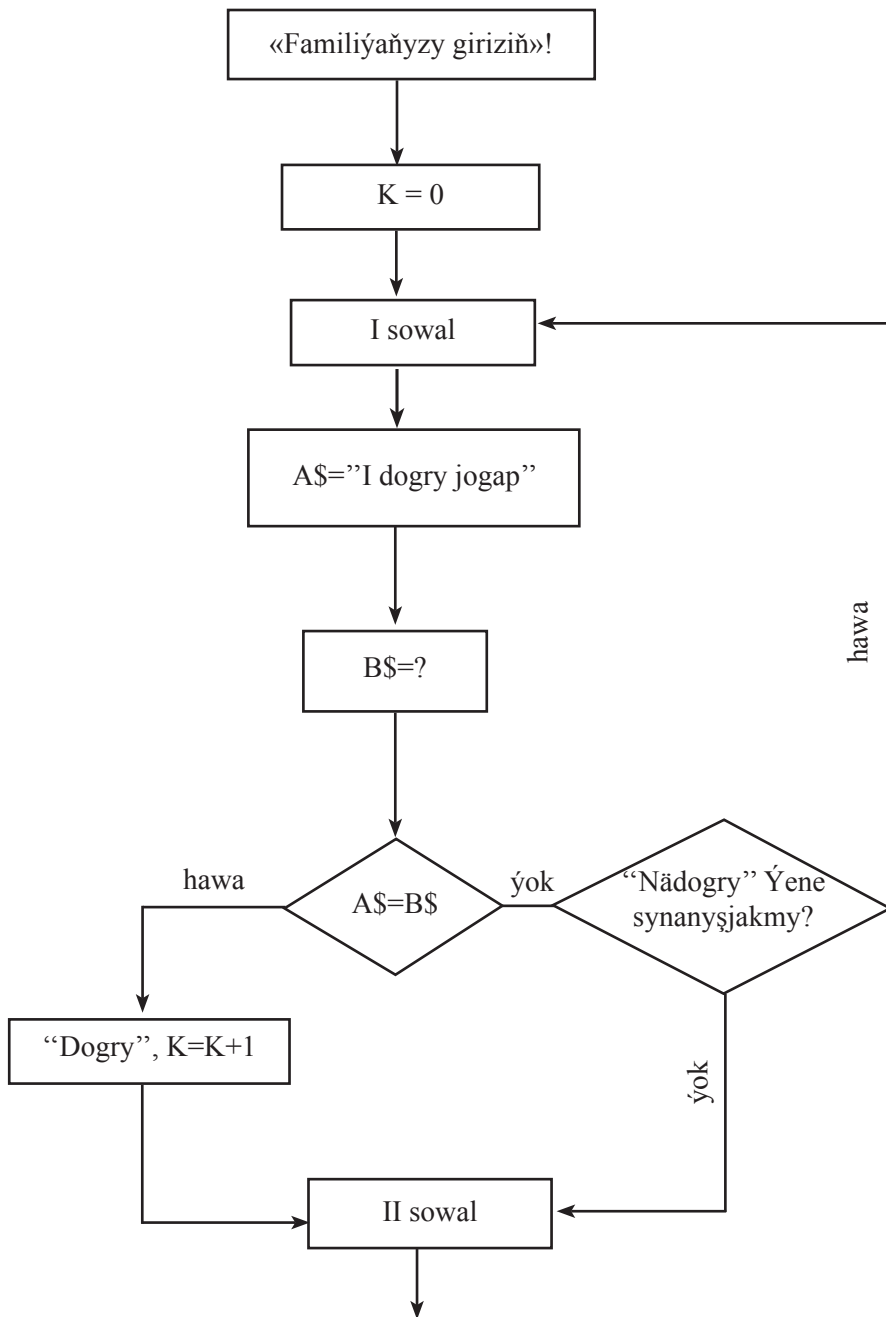 «Familiýaňyzy giriziň»!
K = 0
I sowal
A$=’’I dogry jogap’’
B$=?
hawa
hawa
A$=B$
ýok
‘‘Nädogry’’ Ýene
synanyşjakmy?
‘‘Dogry’’, K=K+1
ýok
II sowal